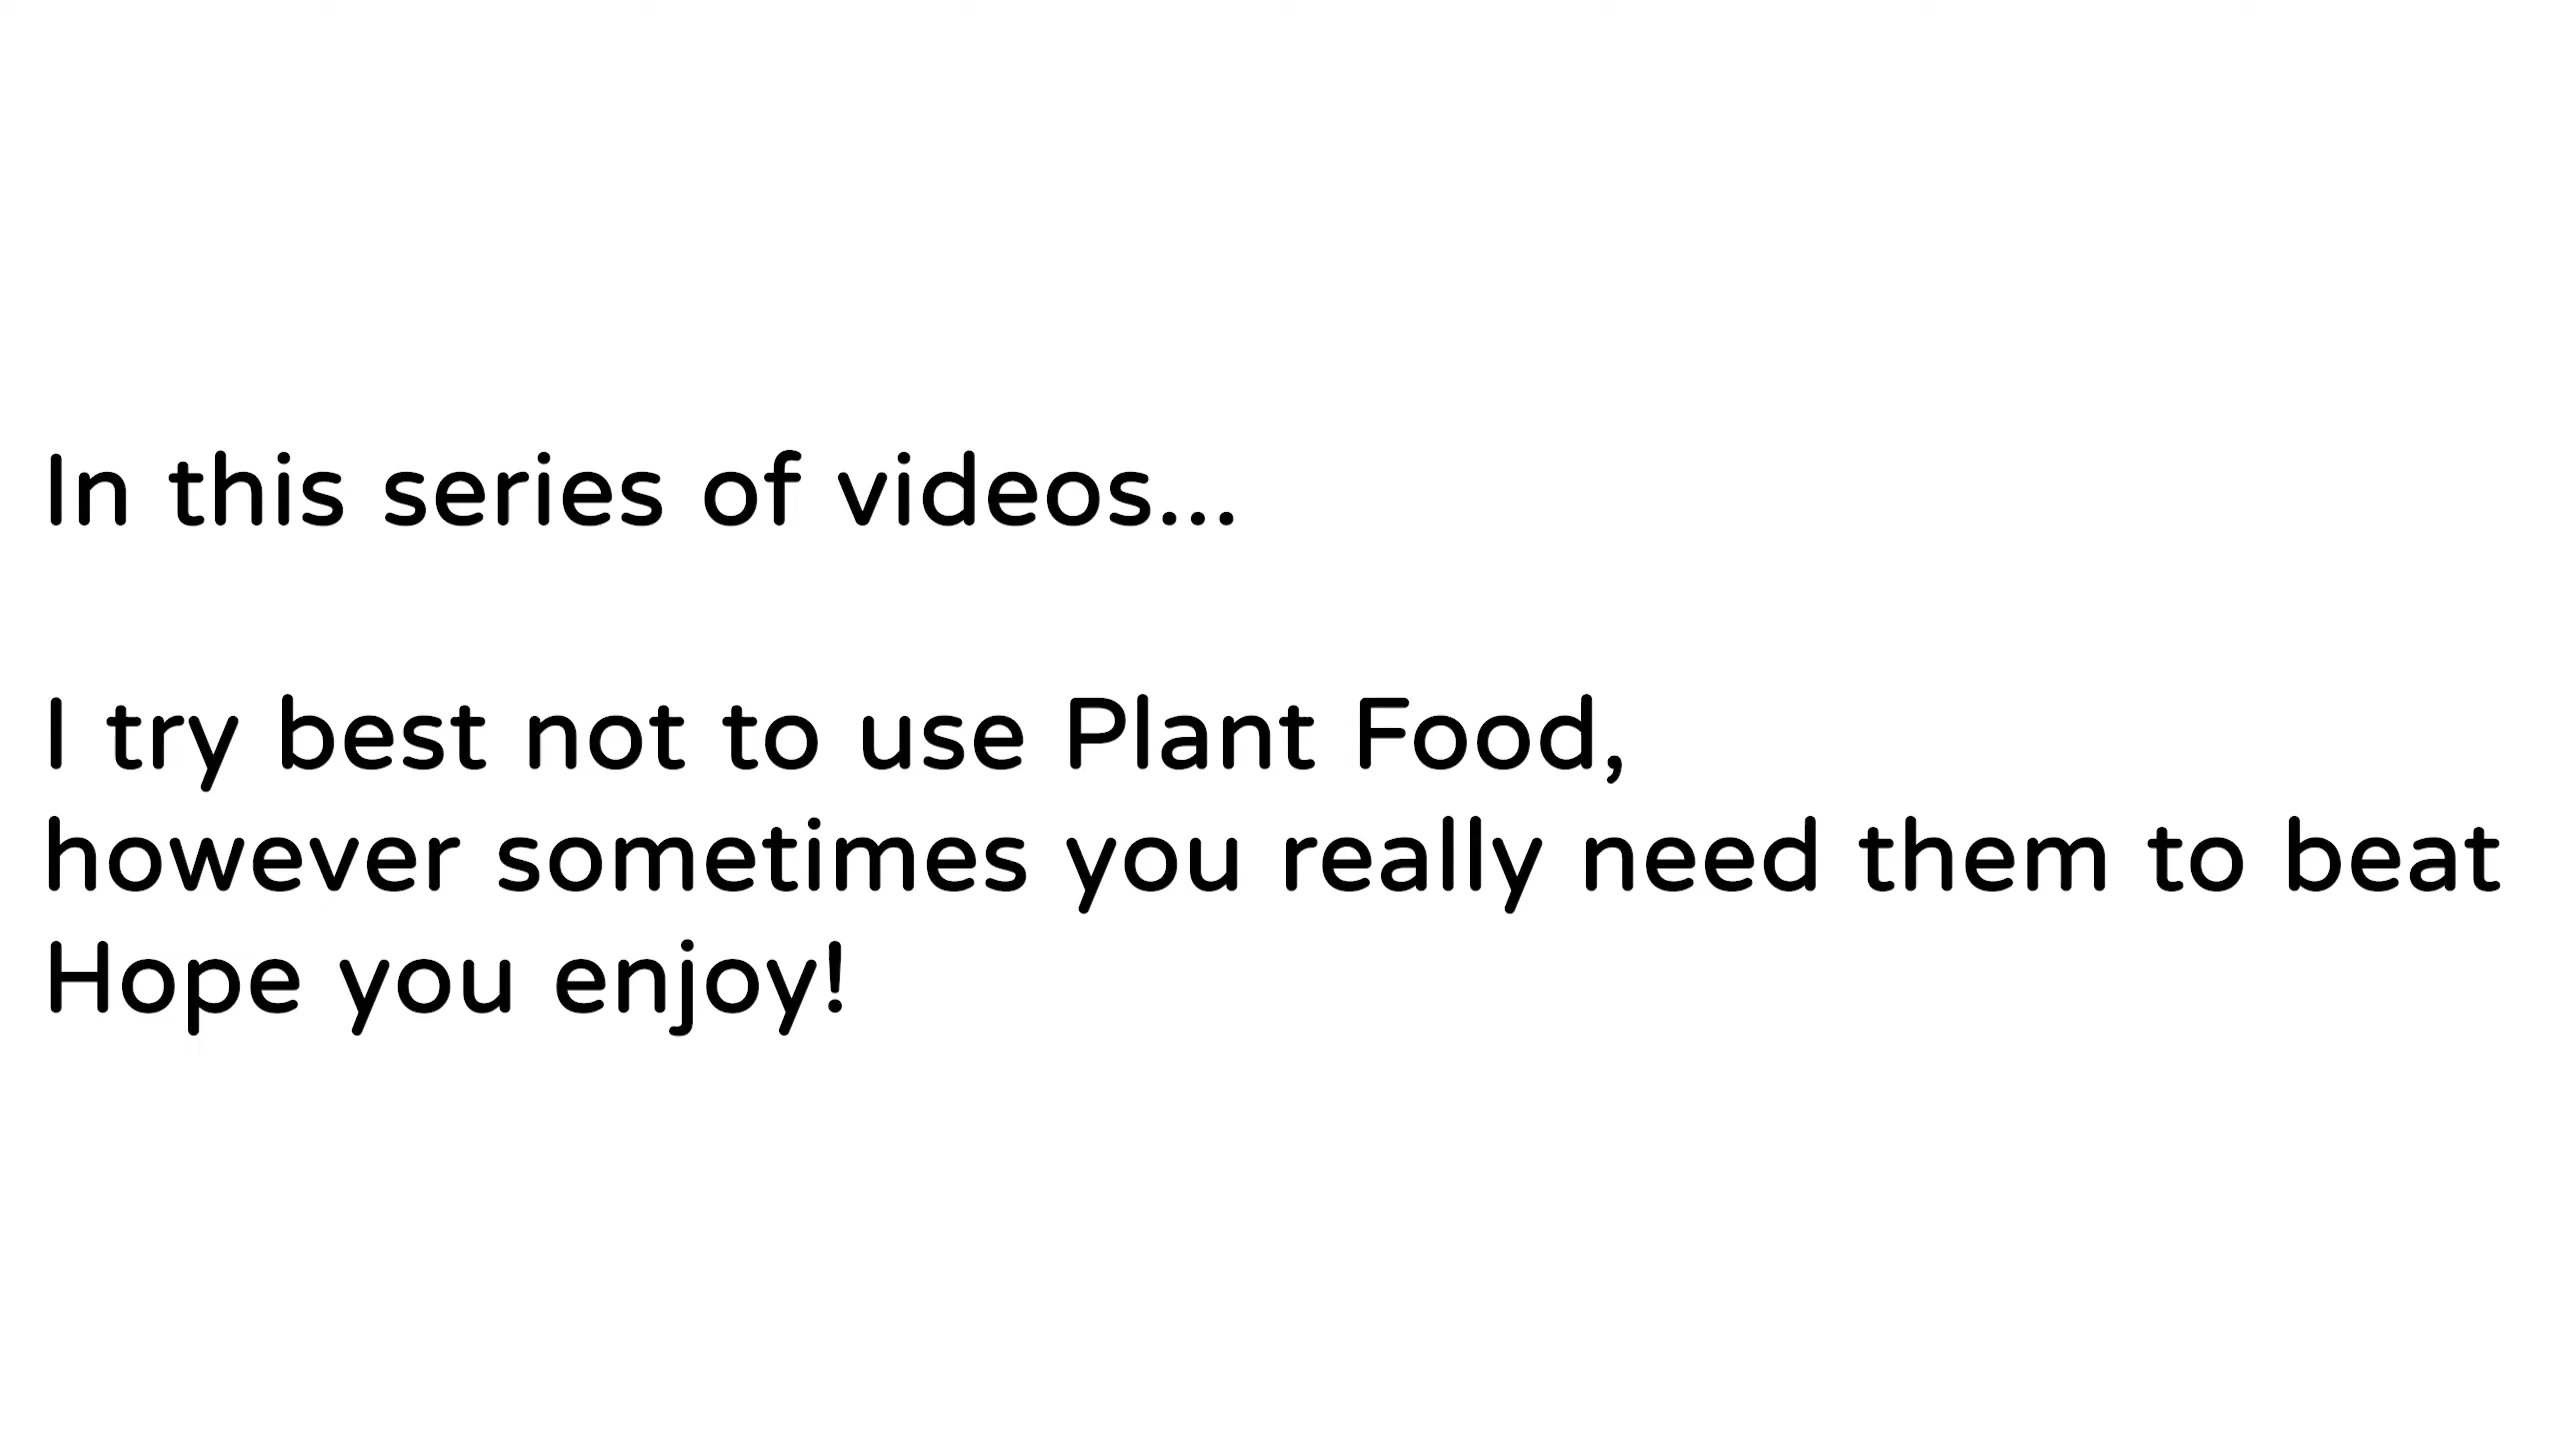 In this series of videos...
I try best not to use Plant Food,
however sometimes you really need them to beat
Hope you enjoy!